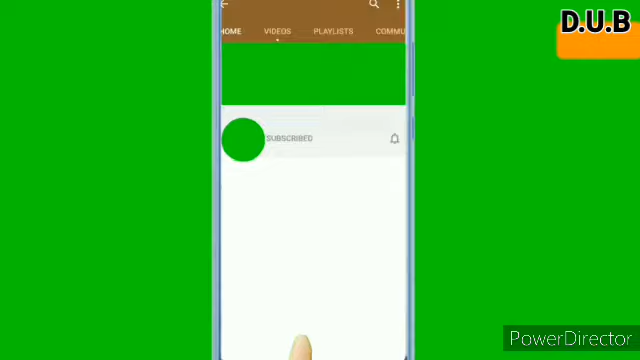 D.U.B
HOME VIDEOS PLAYLISTS COMMU
SUBSCRIBED
PowerDirector